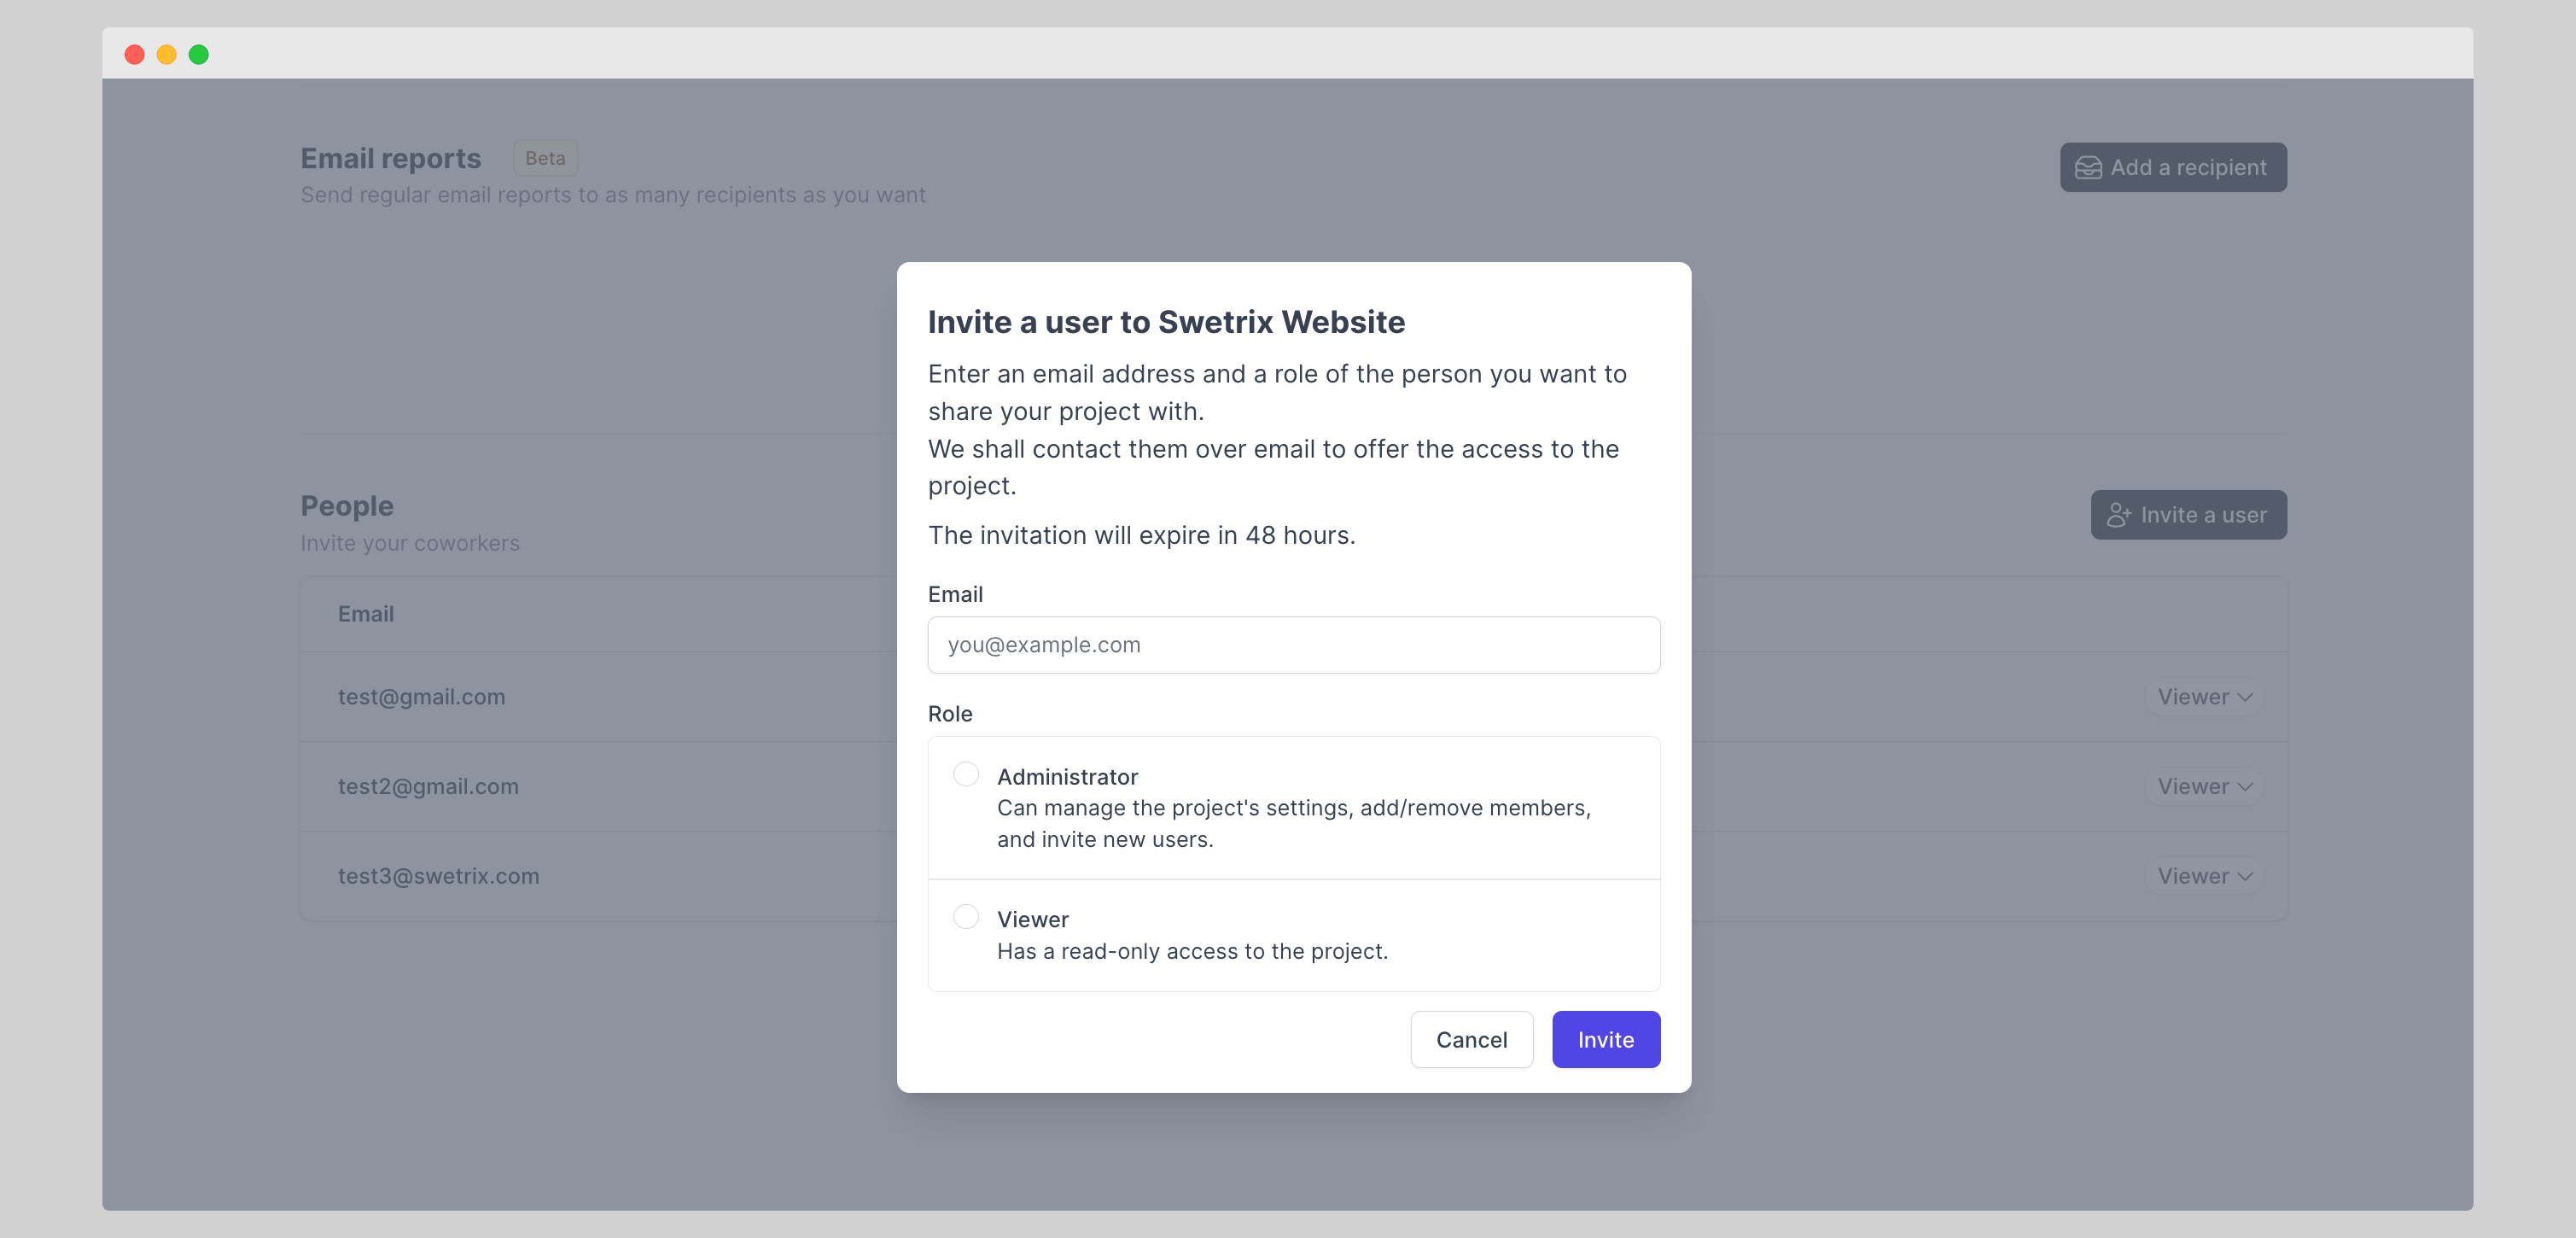 Email reports
Beta
Send regular email reports to as many recipients as you want
Add a recipient
Invite a user to Swetrix Website
Enter an email address and a role of the person you want to
share your project with.
We shall contact them over email to offer the access to the
project.
The invitation will expire in 48 hours.
Email
you@example.com
Role
Administrator
Can manage the project's settings, add/remove members,
and invite new users.
Viewer
Has a read-only access to the project.
Cancel
Invite
People
Invite your coworkers
Invite a user
Email
test@gmail.com
Viewer
test2@gmail.com
Viewer
test3@swetrix.com
Viewer